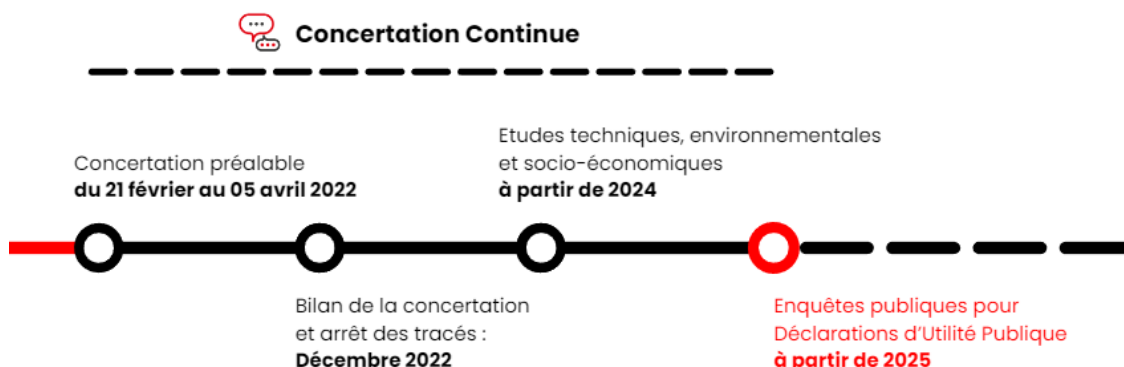 Concertation Continue
Concertation préalable
du 21 février au 05 avril 2022
Bilan de la concertation
et arrêt des tracés :
Décembre 2022
Etudes techniques, environnementales
et socio-économiques
à partir de 2024
Enquêtes publiques pour
Déclarations d'Utilité Publique
à partir de 2025